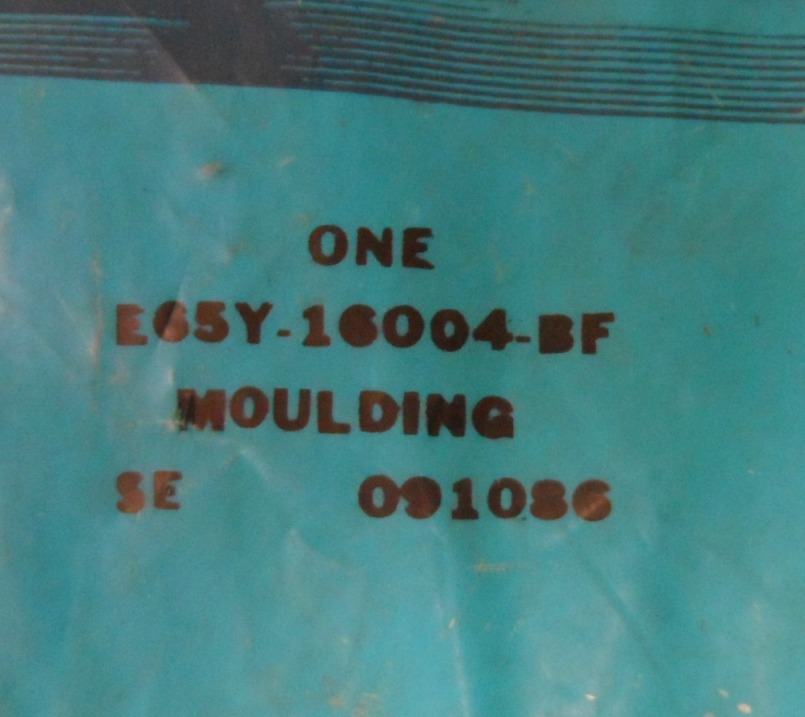 ONE
E65Y-16004-BF
MOULDING
SE 091086